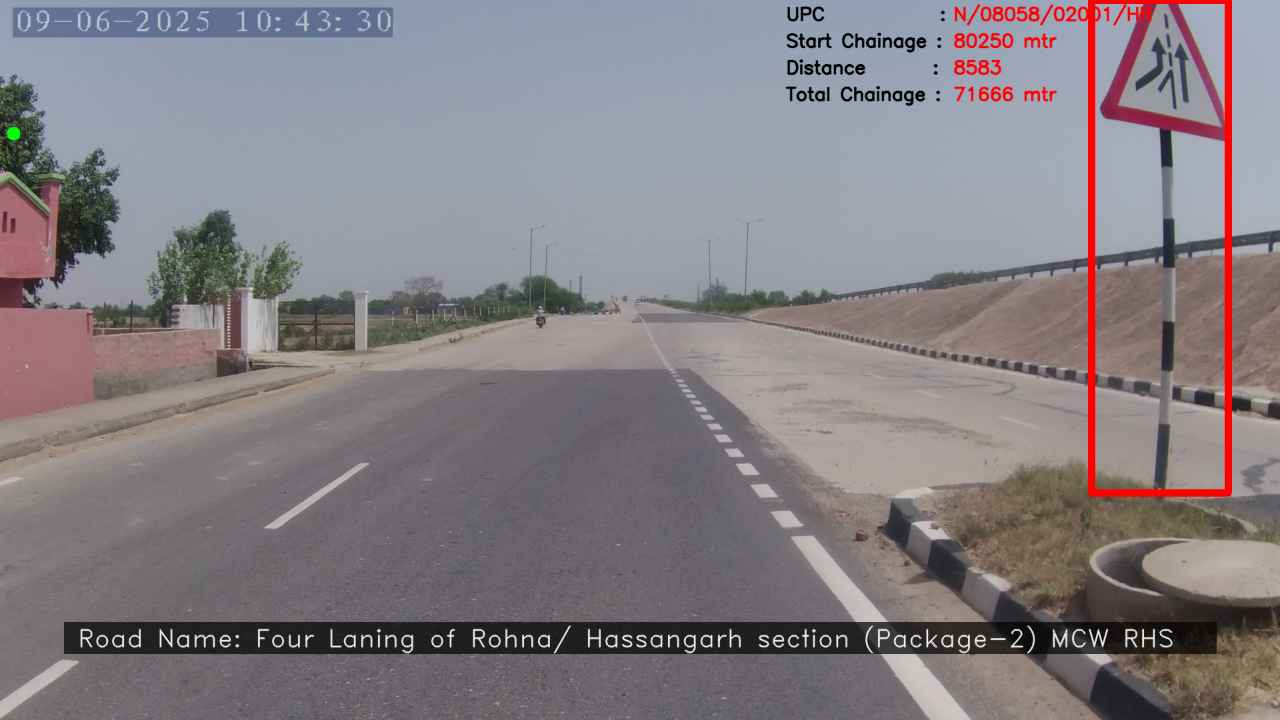 09-06-2025 10:43:30
UPC : N/08058/02001/HR
Start Chainage : 80250 mtr
Distance : 8583
Total Chainage : 71666 mtr
Road Name: Four Laning of Rohna/ Hassangarh section (Package-2) MCW RHS